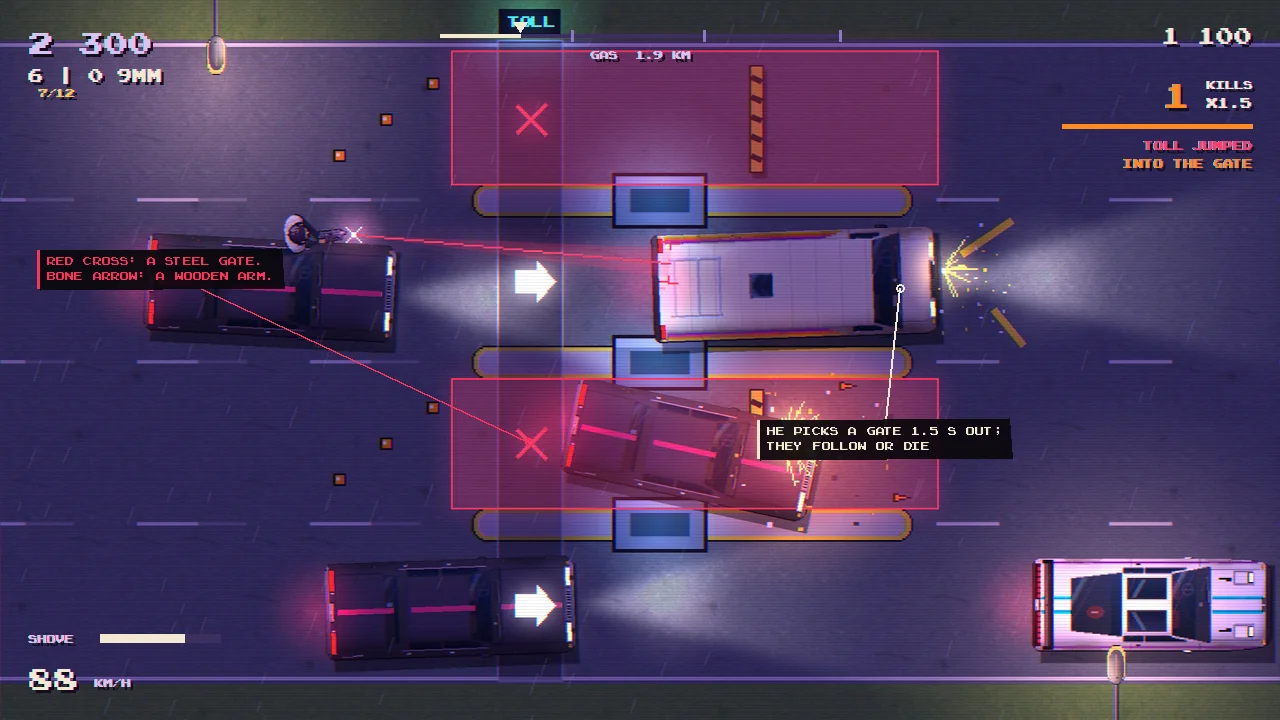 TOLL
2 300
6 | 0 9MM
7/12
GAS 1.9 KM
1 100
1 KILLS
X1.5
TOLL JUMPED
INTO THE GATE
RED CROSS: A STEEL GATE.
BONE ARROW: A WOODEN ARM.
HE PICKS A GATE 1.5 S OUT;
THEY FOLLOW OR DIE
SHOVE
88 KM/H